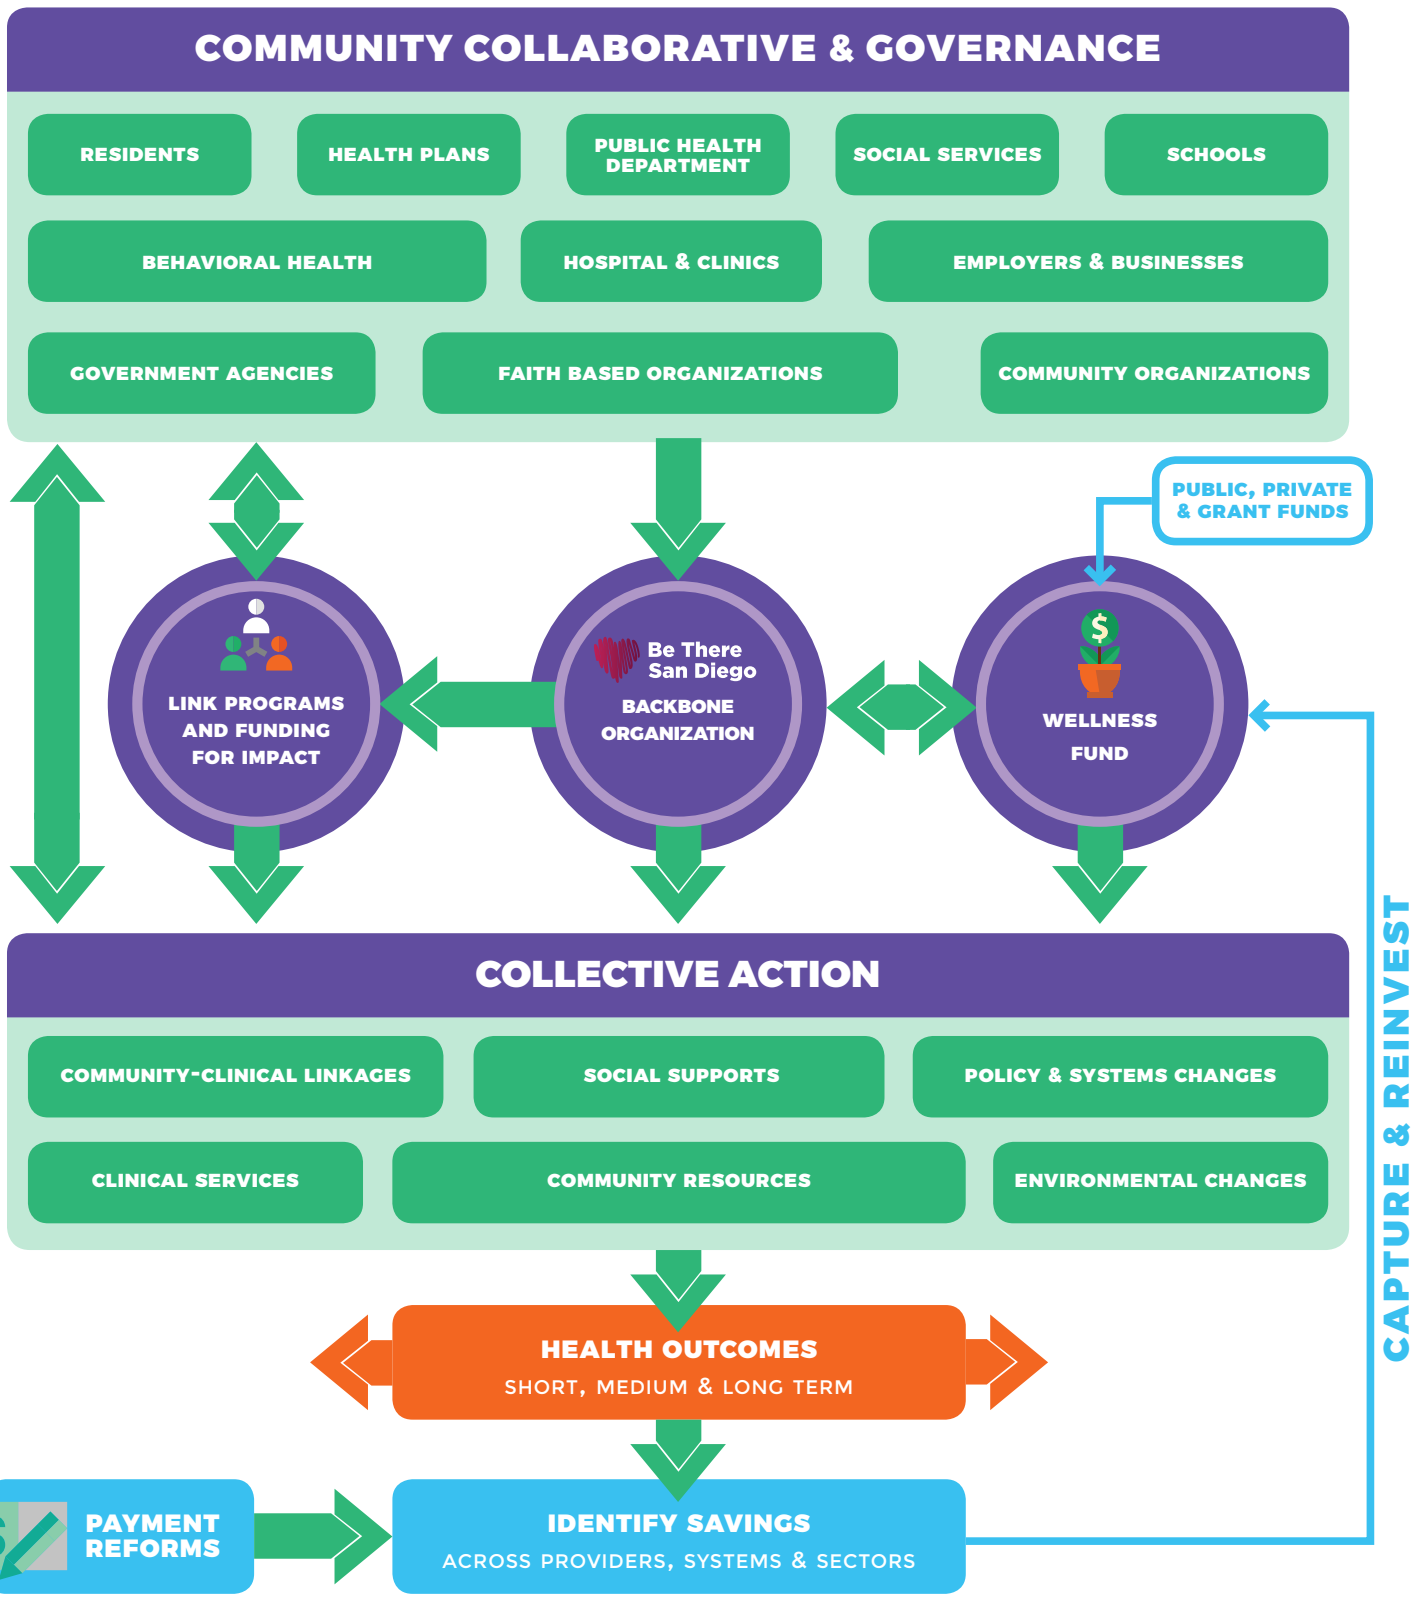 COMMUNITY COLLABORATIVE & GOVERNANCE
RESIDENTS
HEALTH PLANS
PUBLIC HEALTH
DEPARTMENT
SOCIAL SERVICES
SCHOOLS
BEHAVIORAL HEALTH
HOSPITAL & CLINICS
EMPLOYERS & BUSINESSES
GOVERNMENT AGENCIES
FAITH BASED ORGANIZATIONS
COMMUNITY ORGANIZATIONS
PUBLIC, PRIVATE
& GRANT FUNDS
LINK PROGRAMS
AND FUNDING
FOR IMPACT
Be There
San Diego
BACKBONE
ORGANIZATION
$
WELLNESS
FUND
COLLECTIVE ACTION
COMMUNITY-CLINICAL LINKAGES
SOCIAL SUPPORTS
POLICY & SYSTEMS CHANGES
CLINICAL SERVICES
COMMUNITY RESOURCES
ENVIRONMENTAL CHANGES
CAPTURE & REINVEST
HEALTH OUTCOMES
SHORT, MEDIUM & LONG TERM
PAYMENT
REFORMS
IDENTIFY SAVINGS
ACROSS PROVIDERS, SYSTEMS & SECTORS